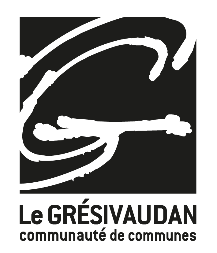 Le GRÉSIVAUDAN
communauté de communes